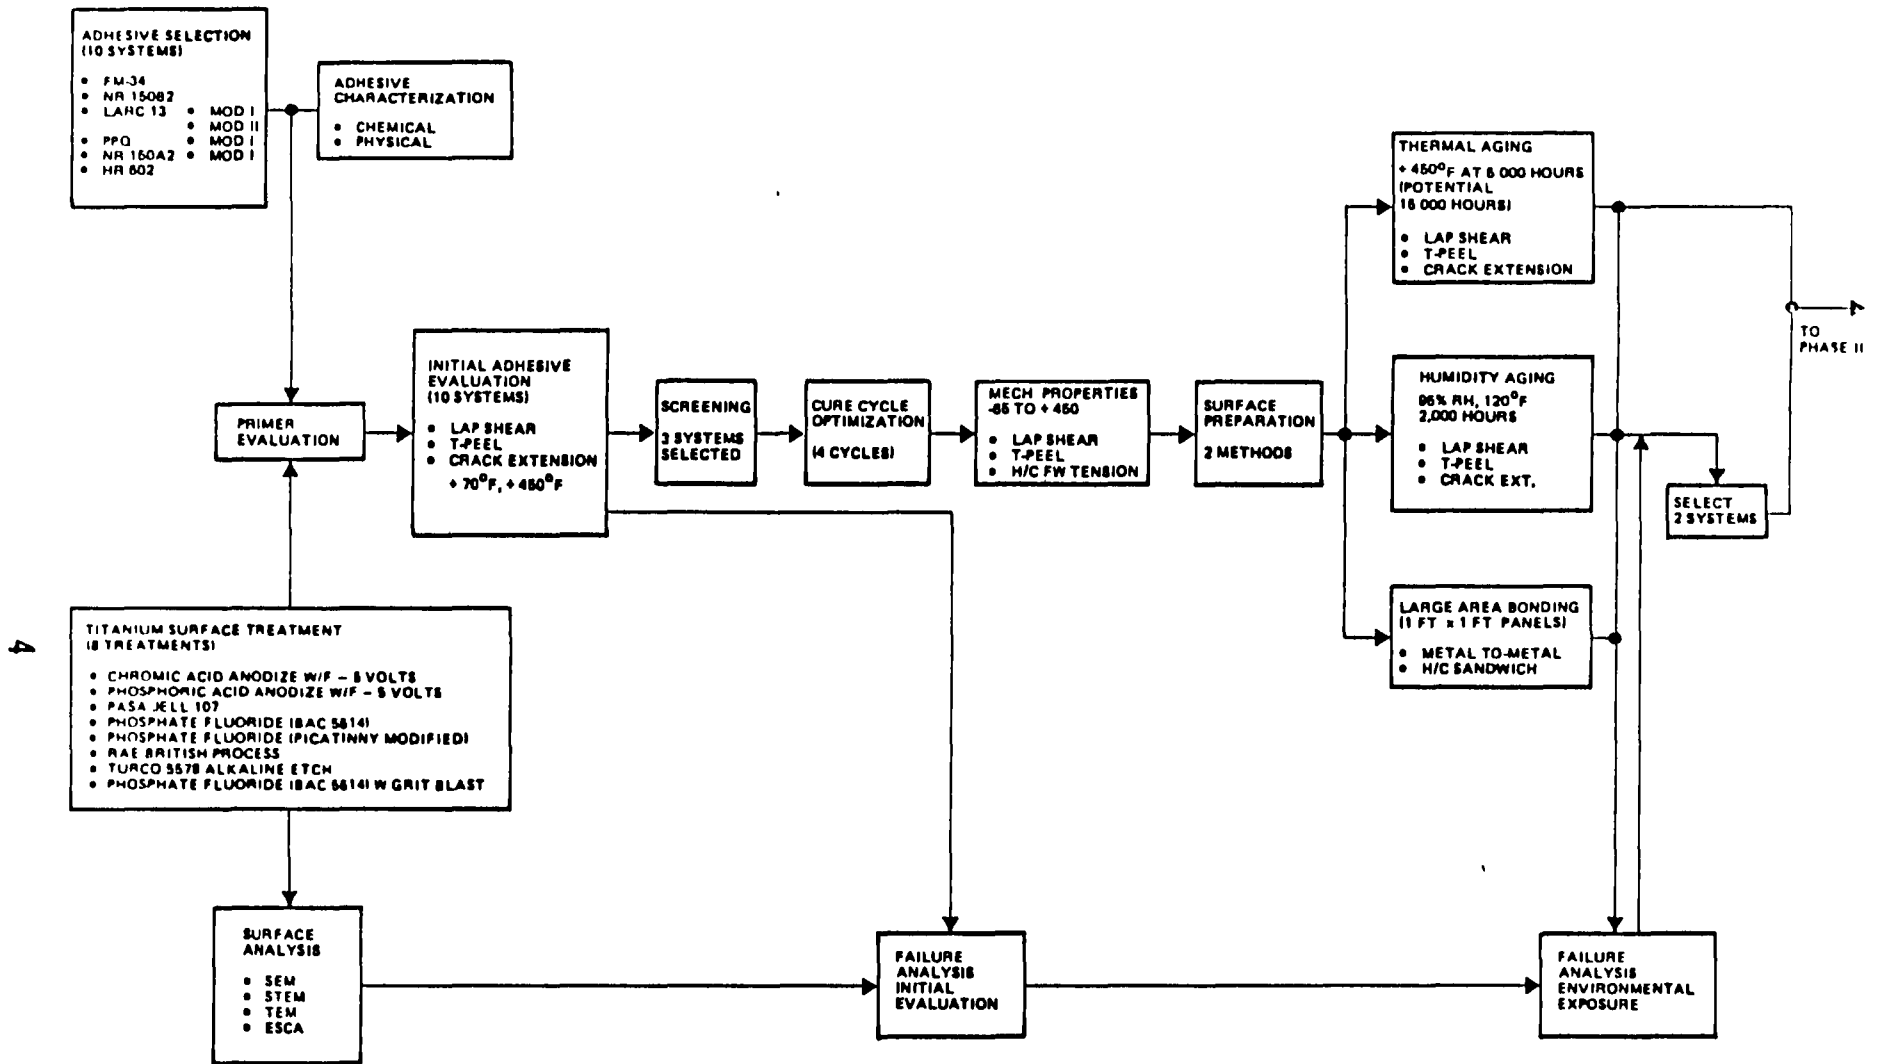 ADHESIVE SELECTION
(10 SYSTEMS)
• FM-34
• NR 150B2
• LARC 13 • MOD I
• MOD II
• PPQ • MOD I
• NR 150A2 • MOD I
• HR 602
ADHESIVE
CHARACTERIZATION
• CHEMICAL
• PHYSICAL
PRIMER
EVALUATION
INITIAL ADHESIVE
EVALUATION
(10 SYSTEMS)
• LAP SHEAR
• T-PEEL
• CRACK EXTENSION
+ 70°F, + 450°F
SCREENING
3 SYSTEMS
SELECTED
CURE CYCLE
OPTIMIZATION
(4 CYCLES)
MECH PROPERTIES
-65 TO + 450
• LAP SHEAR
• T-PEEL
• H/C FW TENSION
SURFACE
PREPARATION
2 METHODS
THERMAL AGING
+ 450°F AT 5 000 HOURS
(POTENTIAL
15 000 HOURS)
• LAP SHEAR
• T-PEEL
• CRACK EXTENSION
HUMIDITY AGING
95% RH, 120°F
2,000 HOURS
• LAP SHEAR
• T-PEEL
• CRACK EXT.
LARGE AREA BONDING
(1 FT x 1 FT PANELS)
• METAL TO-METAL
• H/C SANDWICH
SELECT
2 SYSTEMS
TO
PHASE II
TITANIUM SURFACE TREATMENT
(8 TREATMENTS)
• CHROMIC ACID ANODIZE W/F – 5 VOLTS
• PHOSPHORIC ACID ANODIZE W/F – 5 VOLTS
• PASA JELL 107
• PHOSPHATE FLUORIDE (BAC 5514)
• PHOSPHATE FLUORIDE (PICATINNY MODIFIED)
• RAE BRITISH PROCESS
• TURCO 5578 ALKALINE ETCH
• PHOSPHATE FLUORIDE (BAC 5514) W GRIT BLAST
SURFACE
ANALYSIS
• SEM
• STEM
• TEM
• ESCA
FAILURE
ANALYSIS
INITIAL
EVALUATION
FAILURE
ANALYSIS
ENVIRONMENTAL
EXPOSURE
4